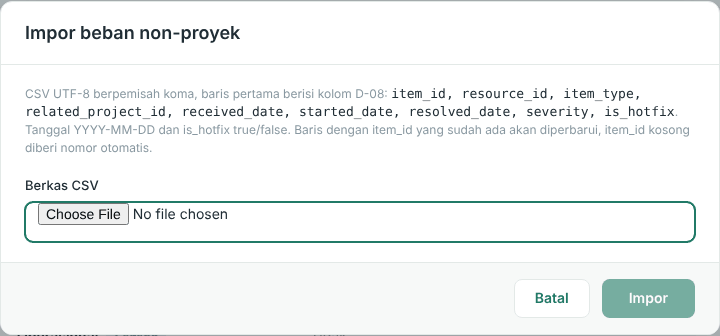 Impor beban non-proyek
CSV UTF-8 berpemisah koma, baris pertama berisi kolom D-08: item_id, resource_id, item_type,
related_project_id, received_date, started_date, resolved_date, severity, is_hotfix.
Tanggal YYYY-MM-DD dan is_hotfix true/false. Baris dengan item_id yang sudah ada akan diperbarui, item_id kosong
diberi nomor otomatis.
Berkas CSV
Choose File No file chosen
Batal Impor